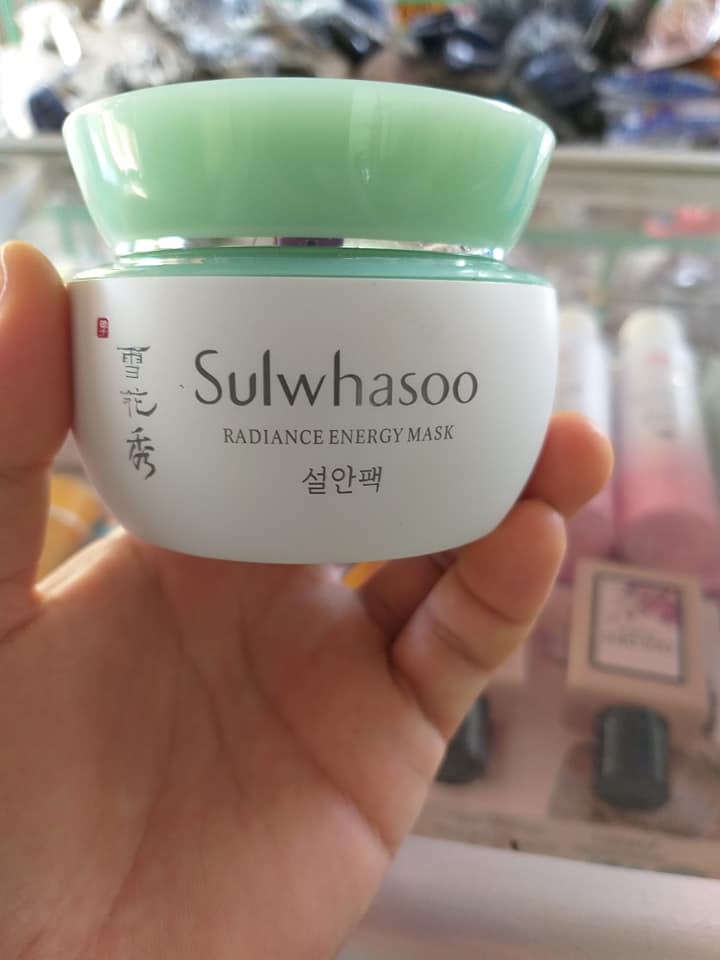 雪花秀
Sulwhasoo
RADIANCE ENERGY MASK
설안팩